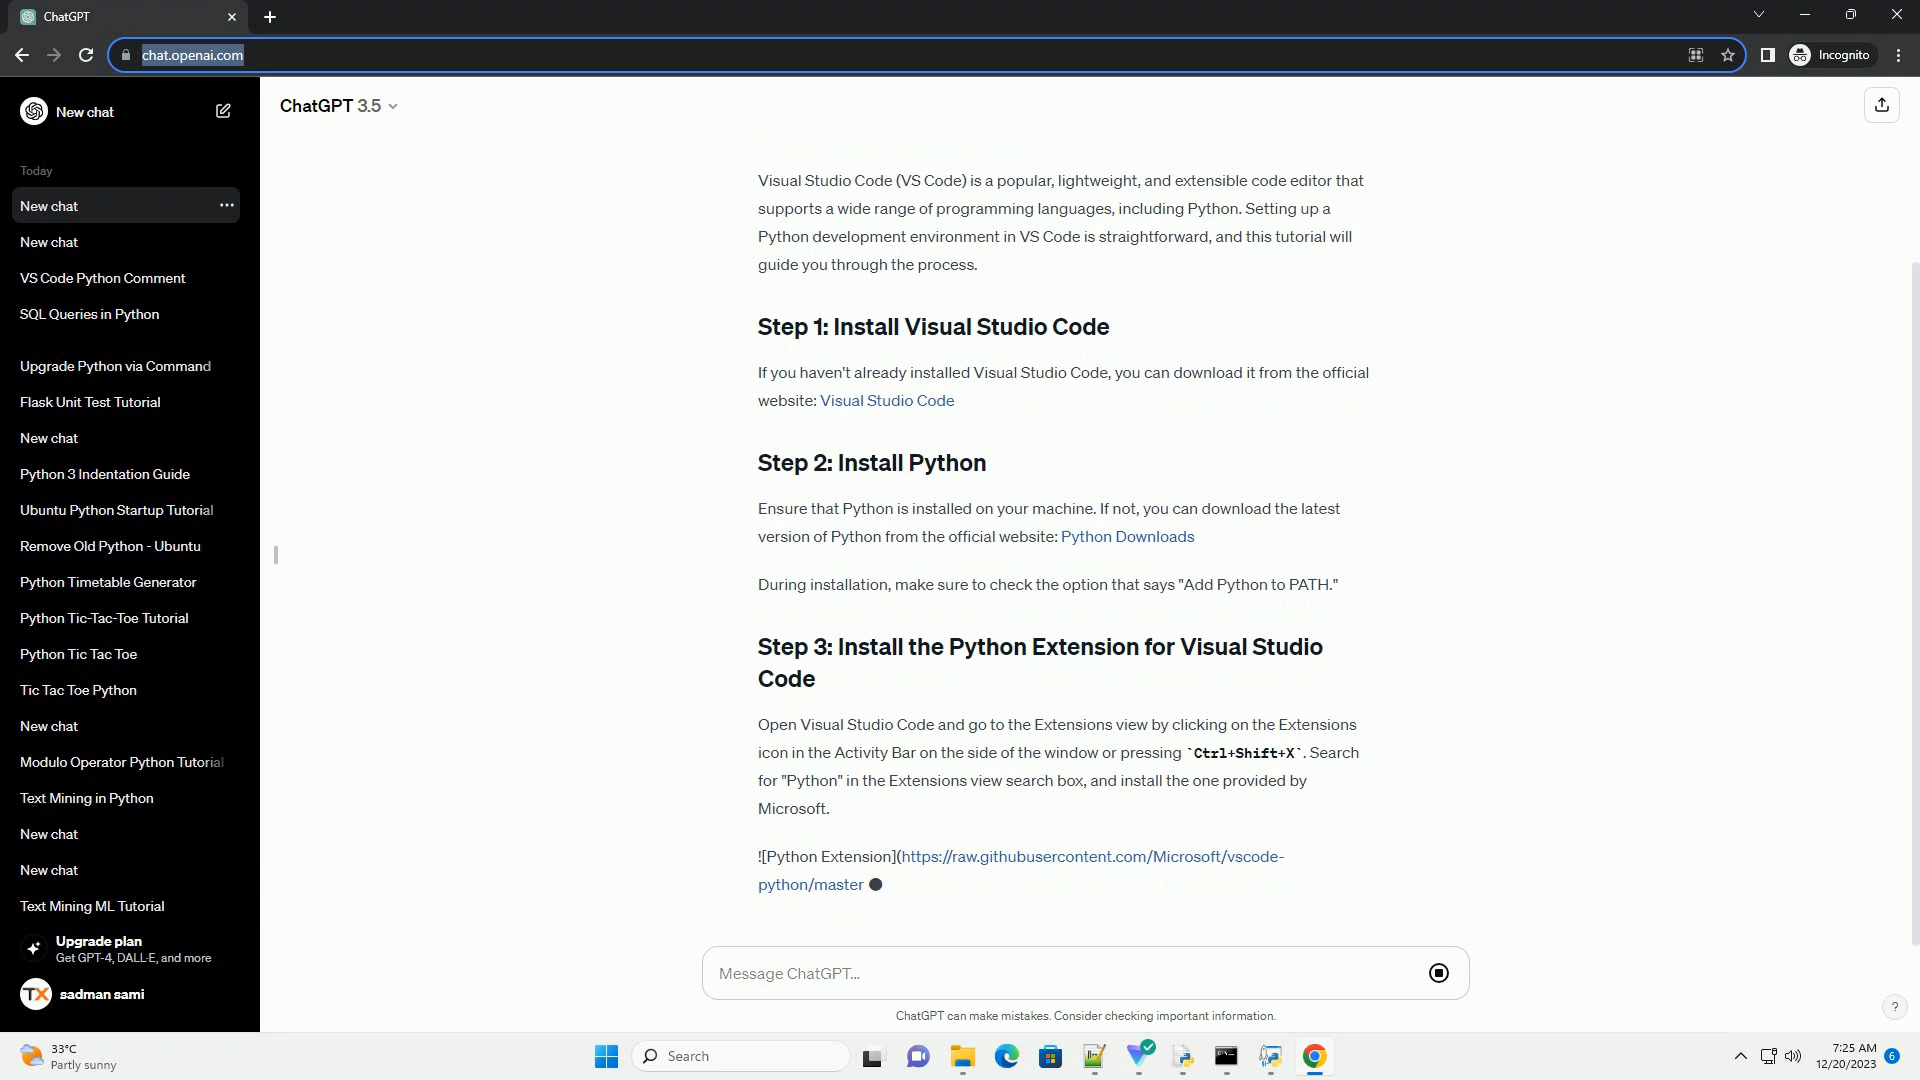 ChatGPT
chat.openai.com
Incognito
New chat
Today
New chat
New chat
VS Code Python Comment
SQL Queries in Python
Upgrade Python via Command
Flask Unit Test Tutorial
New chat
Python 3 Indentation Guide
Ubuntu Python Startup Tutorial
Remove Old Python - Ubuntu
Python Timetable Generator
Python Tic-Tac-Toe Tutorial
Python Tic Tac Toe
Tic Tac Toe Python
New chat
Modulo Operator Python Tutorial
Text Mining in Python
New chat
New chat
Text Mining ML Tutorial
Upgrade plan
Get GPT-4, DALL·E, and more
TX sadman sami
ChatGPT 3.5
Visual Studio Code (VS Code) is a popular, lightweight, and extensible code editor that
supports a wide range of programming languages, including Python. Setting up a
Python development environment in VS Code is straightforward, and this tutorial will
guide you through the process.
Step 1: Install Visual Studio Code
If you haven't already installed Visual Studio Code, you can download it from the official
website: Visual Studio Code
Step 2: Install Python
Ensure that Python is installed on your machine. If not, you can download the latest
version of Python from the official website: Python Downloads
During installation, make sure to check the option that says "Add Python to PATH."
Step 3: Install the Python Extension for Visual Studio
Code
Open Visual Studio Code and go to the Extensions view by clicking on the Extensions
icon in the Activity Bar on the side of the window or pressing `Ctrl+Shift+X`. Search
for "Python" in the Extensions view search box, and install the one provided by
Microsoft.
![Python Extension](https://raw.githubusercontent.com/Microsoft/vscode-
python/master
Message ChatGPT...
ChatGPT can make mistakes. Consider checking important information.
?
33°C
Partly sunny
Search
7:25 AM
12/20/2023
6